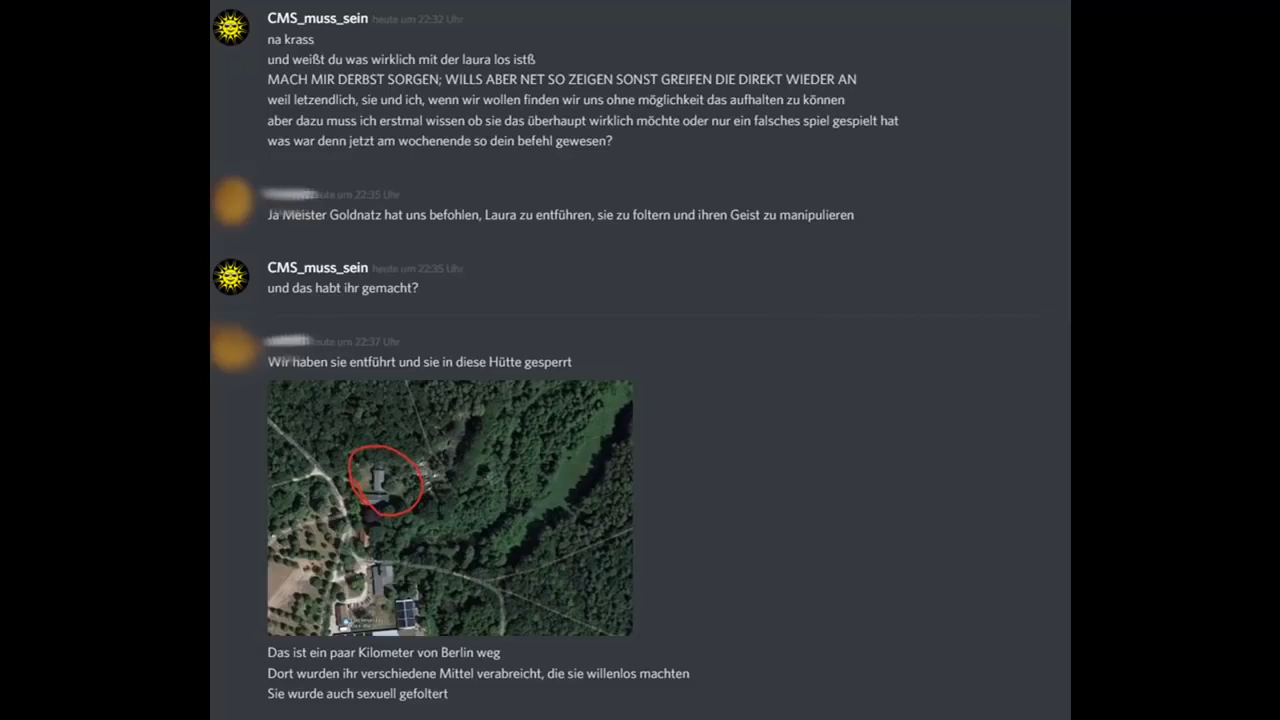 CMS_muss_sein heute um 22:32 Uhr
na krass
und weißt du was wirklich mit der laura los istß
MACH MIR DERBST SORGEN; WILLS ABER NET SO ZEIGEN SONST GREIFEN DIE DIREKT WIEDER AN
weil letzendlich, sie und ich, wenn wir wollen finden wir uns ohne möglichkeit das aufhalten zu können
aber dazu muss ich erstmal wissen ob sie das überhaupt wirklich möchte oder nur ein falsches spiel gespielt hat
was war denn jetzt am wochenende so dein befehl gewesen?
heute um 22:35 Uhr
Ja Meister Goldnatz hat uns befohlen, Laura zu entführen, sie zu foltern und ihren Geist zu manipulieren
CMS_muss_sein heute um 22:35 Uhr
und das habt ihr gemacht?
heute um 22:37 Uhr
Wir haben sie entführt und sie in diese Hütte gesperrt
Das ist ein paar Kilometer von Berlin weg
Dort wurden ihr verschiedene Mittel verabreicht, die sie willenlos machten
Sie wurde auch sexuell gefoltert